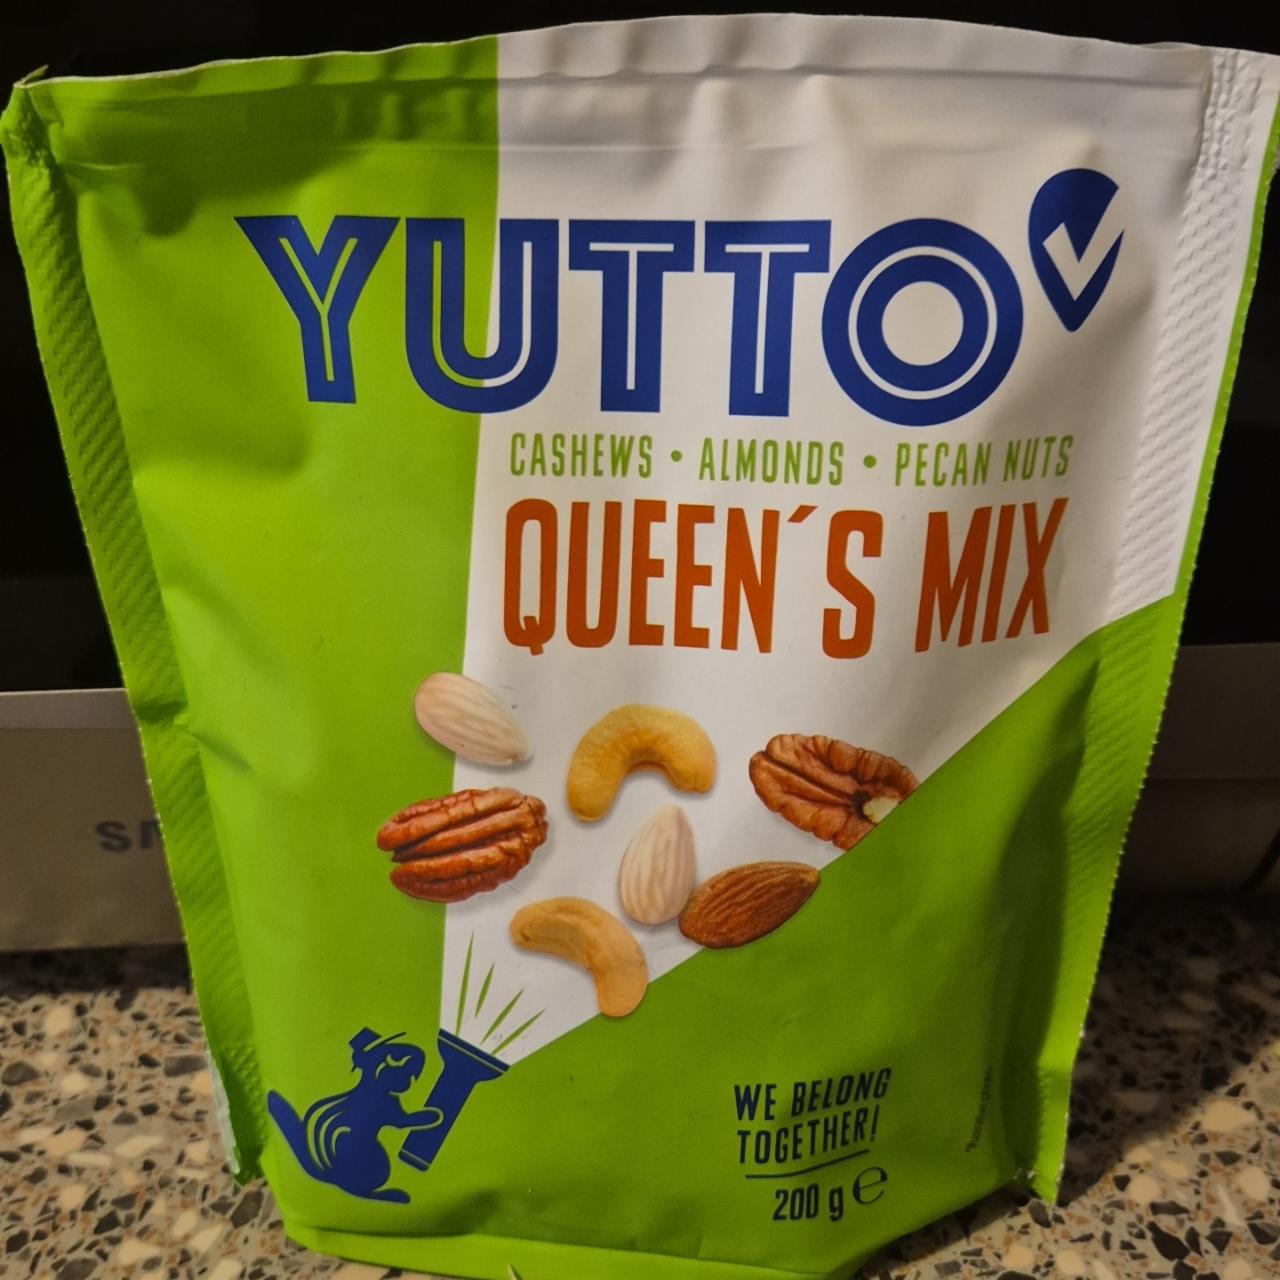 YUTTO
CASHEWS • ALMONDS • PECAN NUTS
QUEEN´S MIX
WE BELONG
TOGETHER!
200 g e